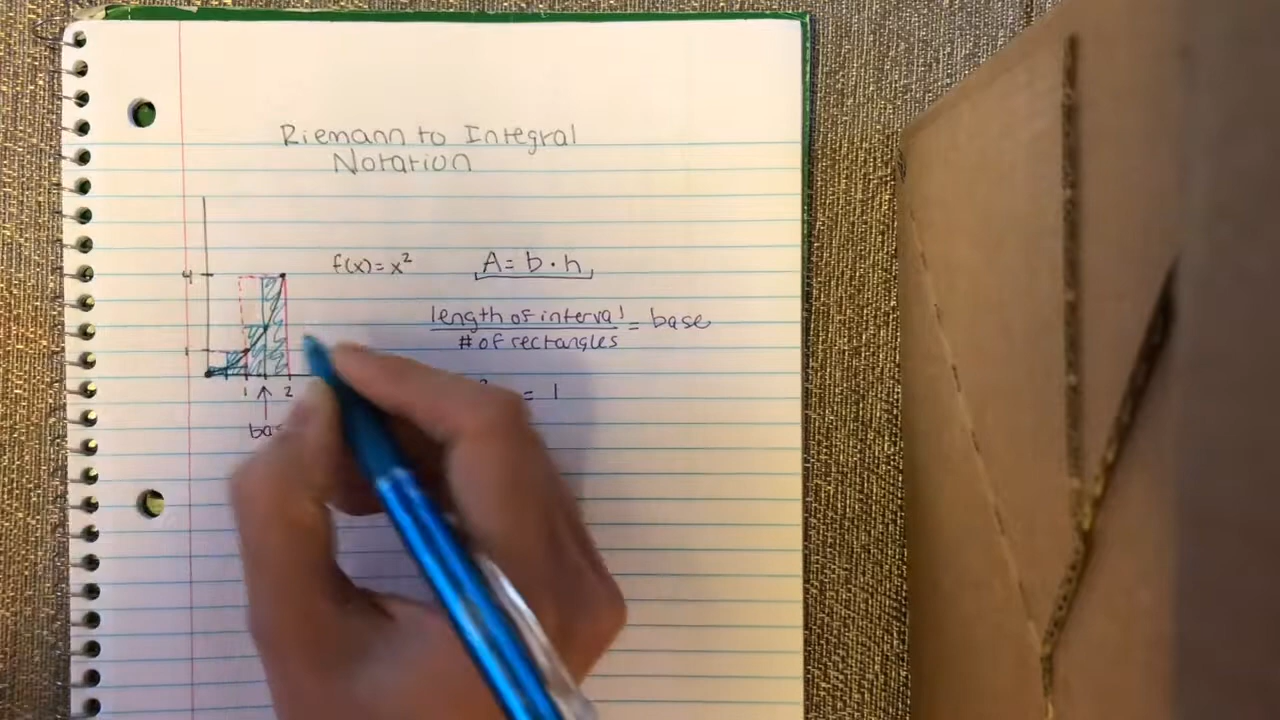 Riemann to Integral
Notation
f(x) = x² A = b · h
4
length of interval = base
# of rectangles
1
1 2
= 1